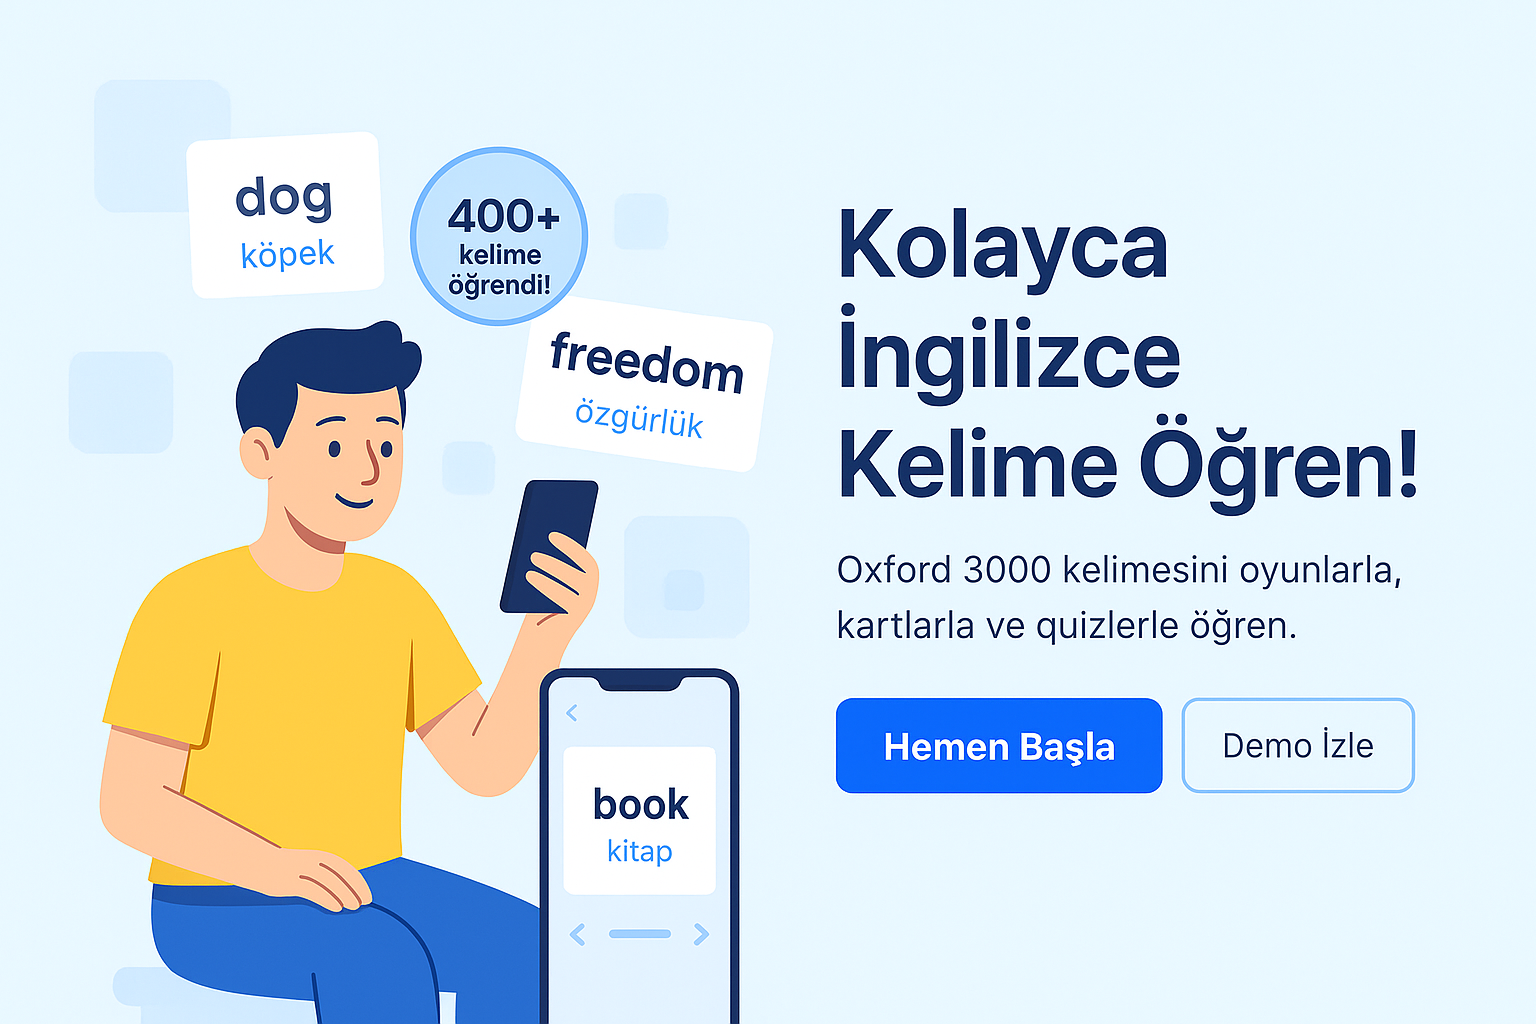 dog
köpek
400+
kelime
öğrendi!
freedom
özgürlük
book
kitap
Kolayca
İngilizce
Kelime Öğren!
Oxford 3000 kelimesini oyunlarla,
kartlarla ve quizlerle öğren.
Hemen Başla
Demo İzle